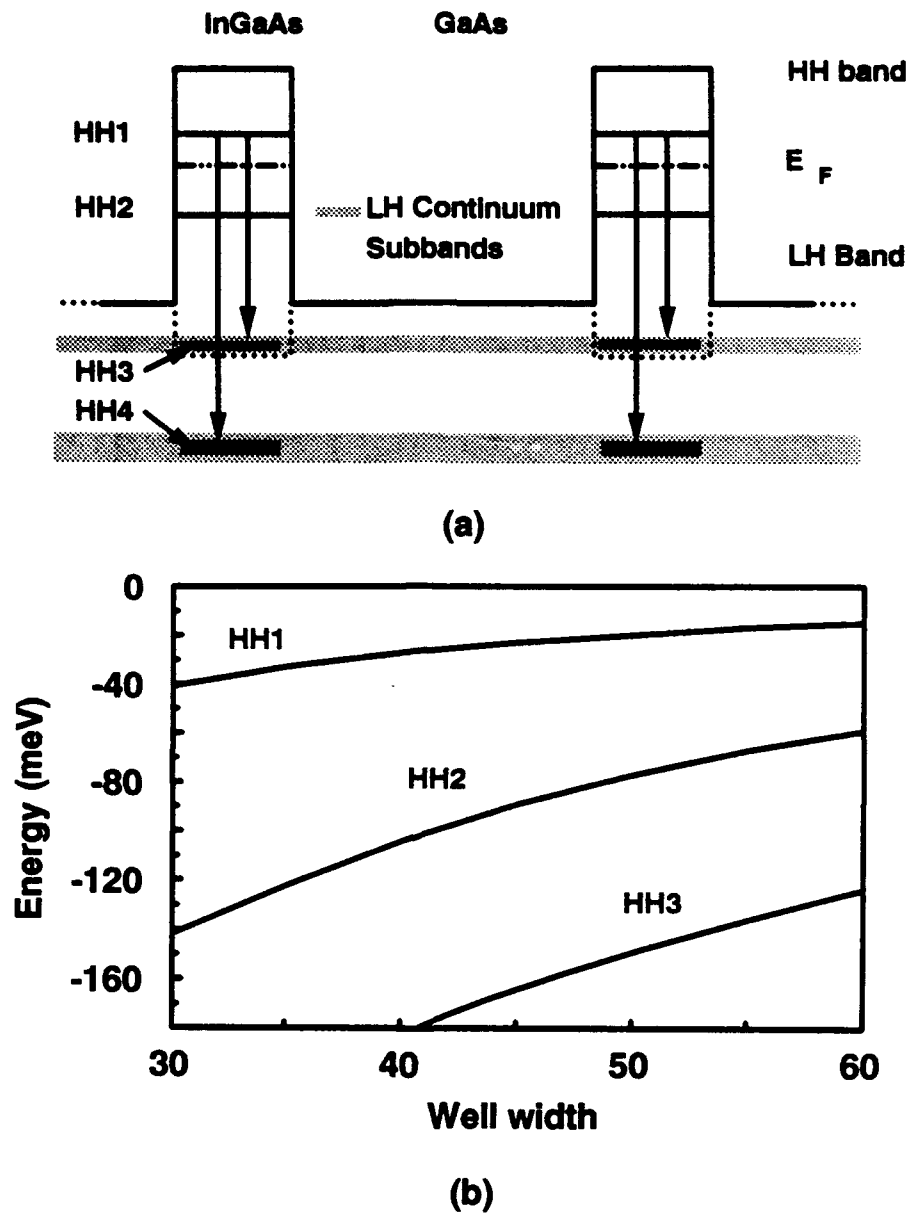 InGaAs GaAs
HH band
HH1
E F
HH2
LH Continuum
Subbands
LH Band
HH3
HH4
(a)
0
-40
-80
-120
-160
Energy (meV)
HH1
HH2
HH3
30 40 50 60
Well width
(b)